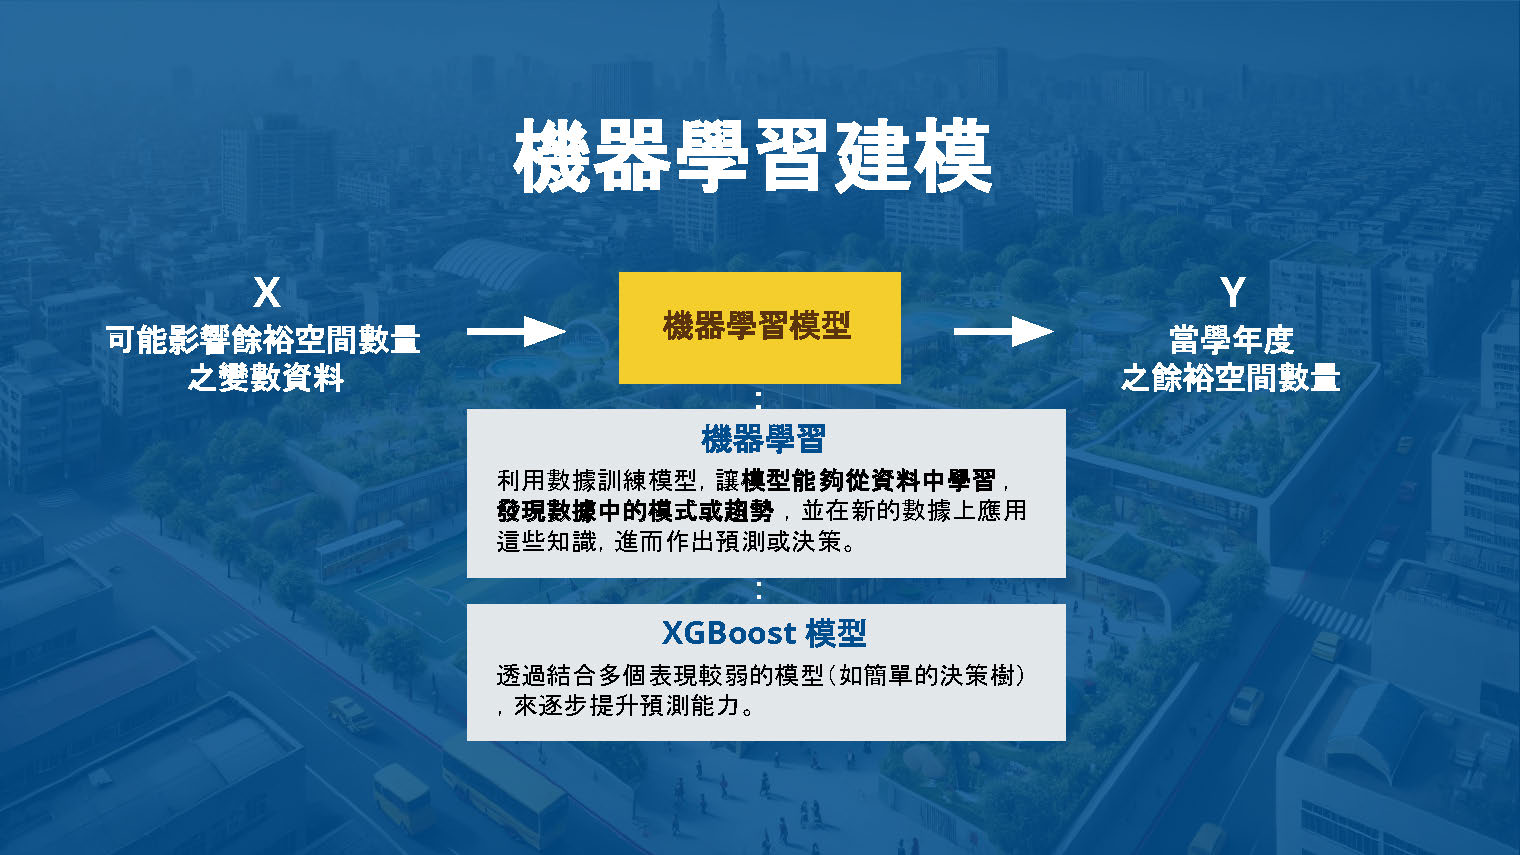 機器學習建模
X
可能影響餘裕空間數量
之變數資料
機器學習模型
Y
當學年度
之餘裕空間數量
機器學習
利用數據訓練模型，讓模型能夠從資料中學習，
發現數據中的模式或趨勢，並在新的數據上應用
這些知識，進而作出預測或決策。
XGBoost 模型
透過結合多個表現較弱的模型（如簡單的決策樹）
，來逐步提升預測能力。